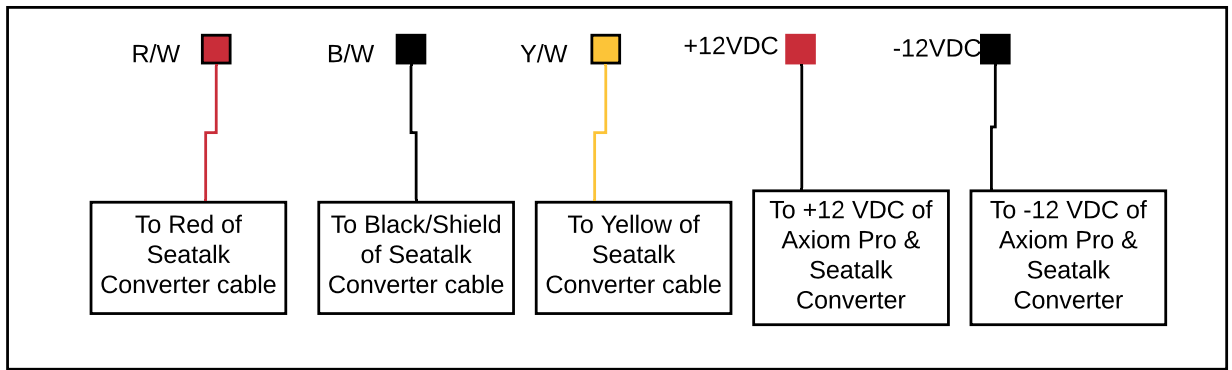 R/W
B/W
Y/W
+12VDC
-12VDC
To Red of
Seatalk
Converter cable
To Black/Shield
of Seatalk
Converter cable
To Yellow of
Seatalk
Converter cable
To +12 VDC of
Axiom Pro &
Seatalk
Converter
To -12 VDC of
Axiom Pro &
Seatalk
Converter